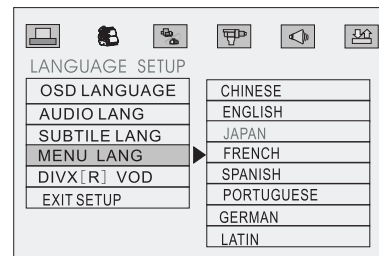 LANGUAGE SETUP
OSD LANGUAGE
AUDIO LANG
SUBTILE LANG
MENU LANG
DIVX[R] VOD
EXIT SETUP
CHINESE
ENGLISH
JAPAN
FRENCH
SPANISH
PORTUGUESE
GERMAN
LATIN